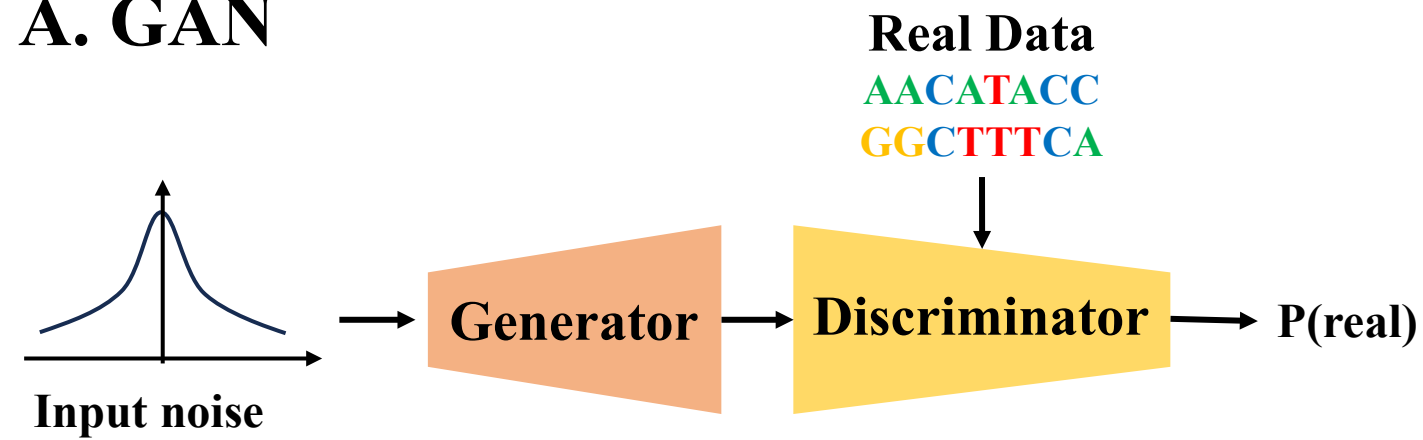 A. GAN
Real Data
AACATACC
GGCTTTCA
Generator
Discriminator
P(real)
Input noise